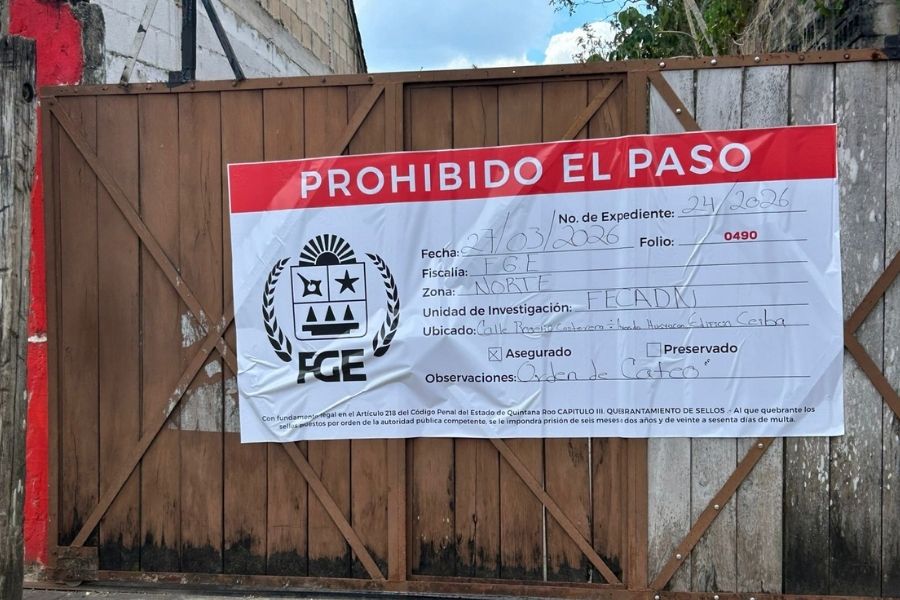 PROHIBIDO EL PASO
No. de Expediente: 24/2026
Fecha: 27/03/2026 Folio: 0490
Fiscalía: FGE
Zona: NORTE
Unidad de Investigación: FECADN
Ubicado: Calle
FGE
☒ Asegurado ☐ Preservado
Observaciones: Orden de Cateo
Con fundamento legal en el Artículo 218 del Código Penal del Estado de Quintana Roo CAPITULO III. QUEBRANTAMIENTO DE SELLOS .- Al que quebrante los
sellos puestos por orden de la autoridad pública competente, se le impondrá prisión de seis meses a dos años y de veinte a sesenta días de multa.